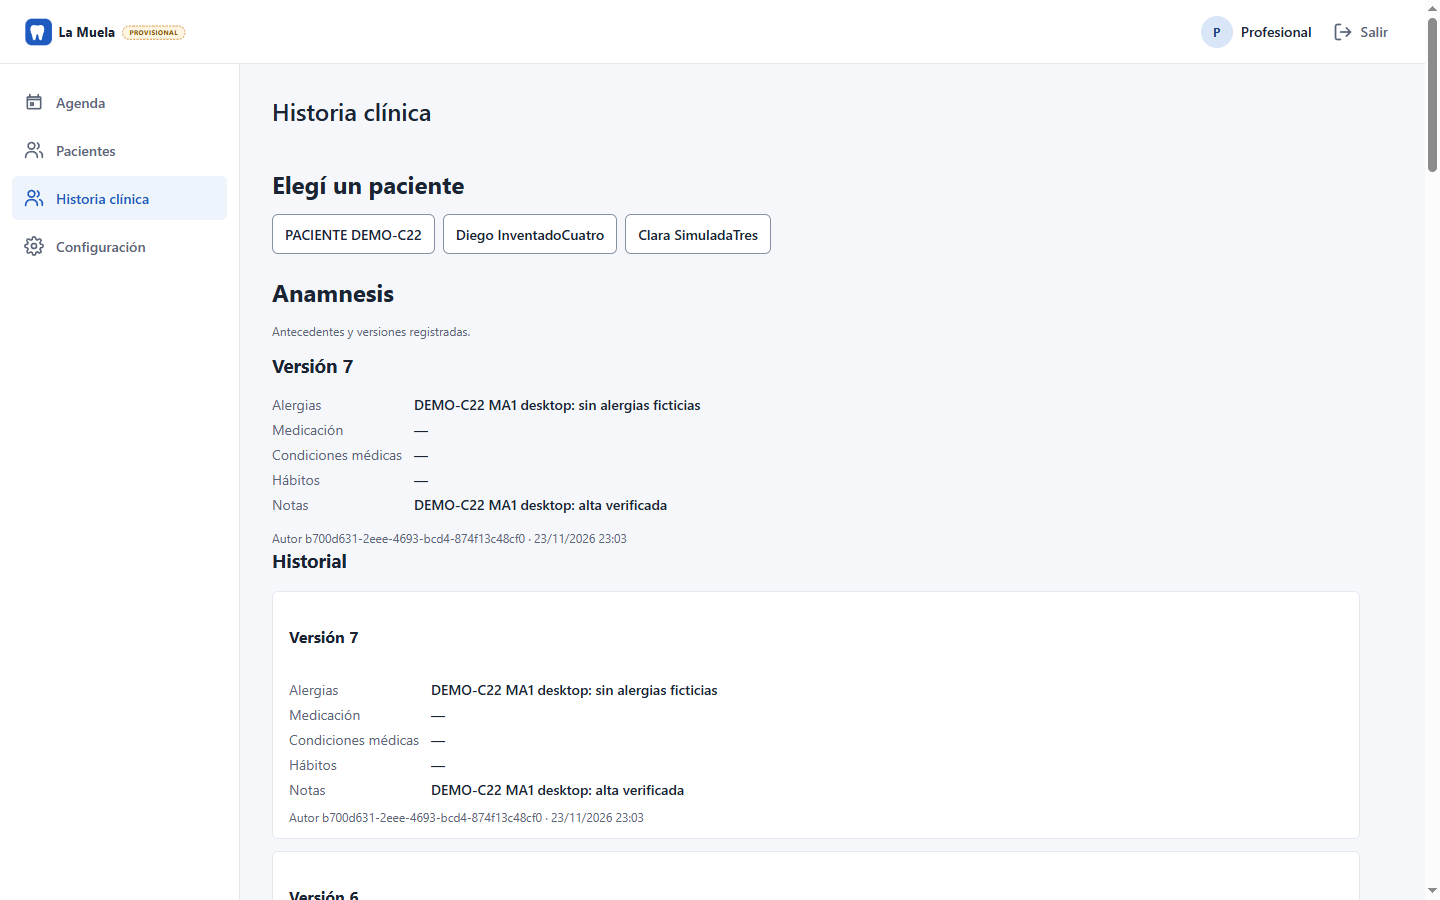 La Muela PROVISIONAL
P Profesional Salir
Agenda
Pacientes
Historia clínica
Configuración
Historia clínica
Elegí un paciente
PACIENTE DEMO-C22 Diego InventadoCuatro Clara SimuladaTres
Anamnesis
Antecedentes y versiones registradas.
Versión 7
Alergias DEMO-C22 MA1 desktop: sin alergias ficticias
Medicación —
Condiciones médicas —
Hábitos —
Notas DEMO-C22 MA1 desktop: alta verificada
Autor b700d631-2eee-4693-bcd4-874f13c48cf0 · 23/11/2026 23:03
Historial
Versión 7
Alergias DEMO-C22 MA1 desktop: sin alergias ficticias
Medicación —
Condiciones médicas —
Hábitos —
Notas DEMO-C22 MA1 desktop: alta verificada
Autor b700d631-2eee-4693-bcd4-874f13c48cf0 · 23/11/2026 23:03
Versión 6